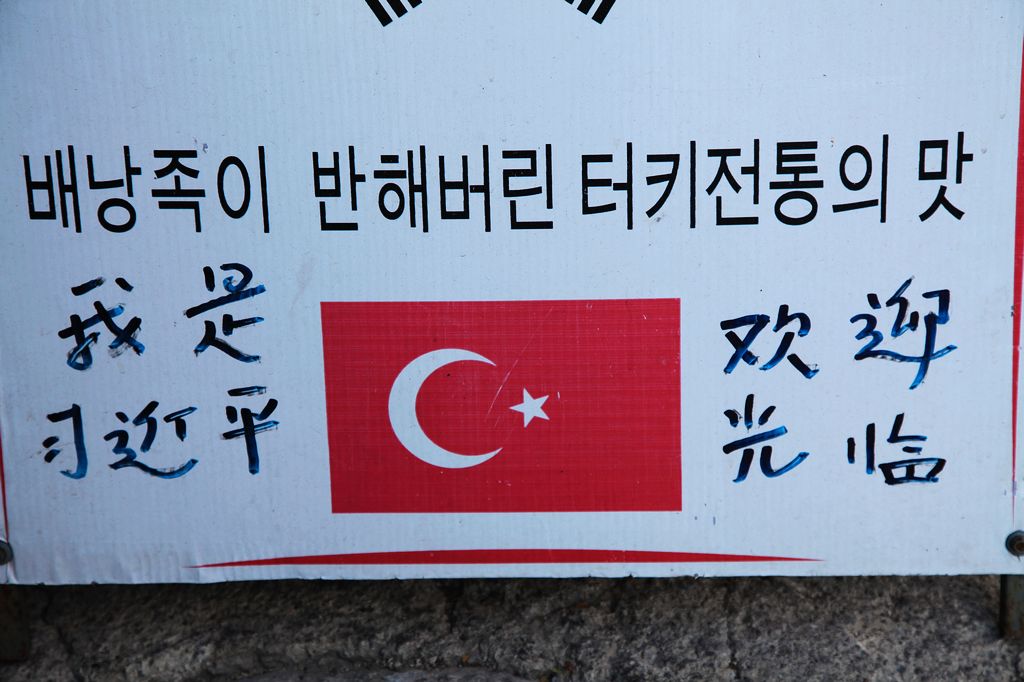 배낭족이 반해버린 터키전통의 맛
我是
习近平
欢迎
光临